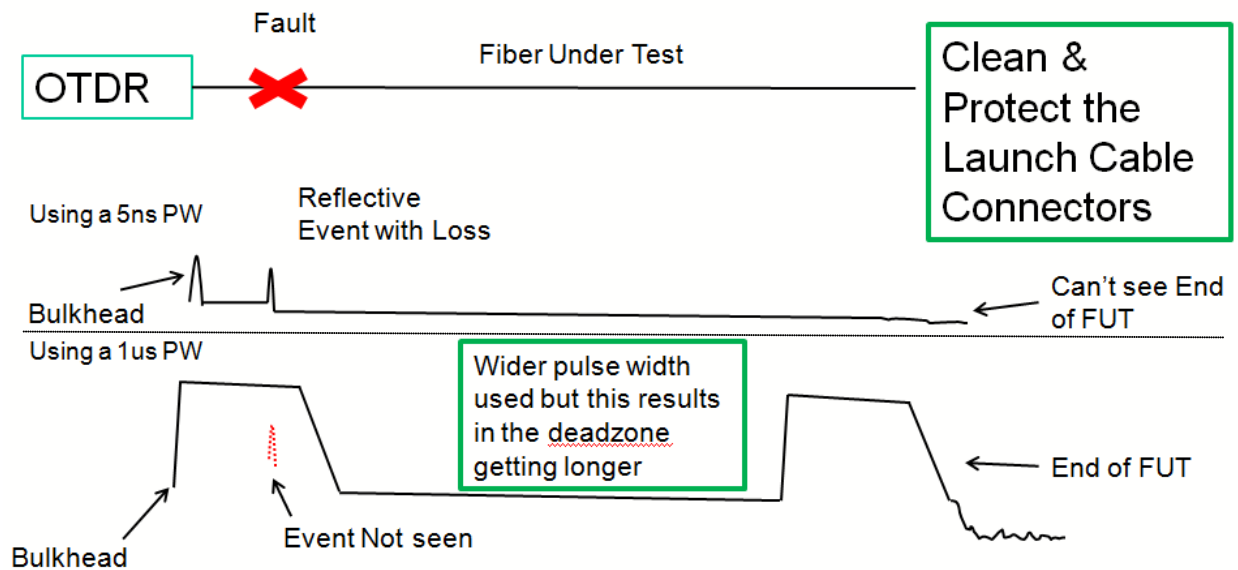 Fault
Fiber Under Test
OTDR
Clean &
Protect the
Launch Cable
Connectors
Using a 5ns PW
Reflective
Event with Loss
Bulkhead
Can't see End
of FUT
Using a 1us PW
Wider pulse width
used but this results
in the deadzone
getting longer
End of FUT
Event Not seen
Bulkhead